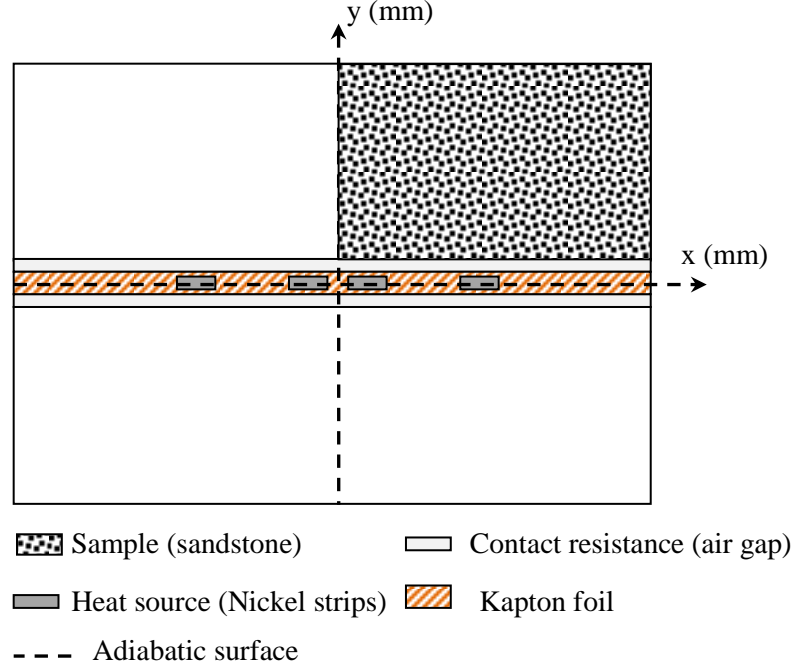 y (mm)
x (mm)
Sample (sandstone)
Contact resistance (air gap)
Heat source (Nickel strips)
Kapton foil
Adiabatic surface